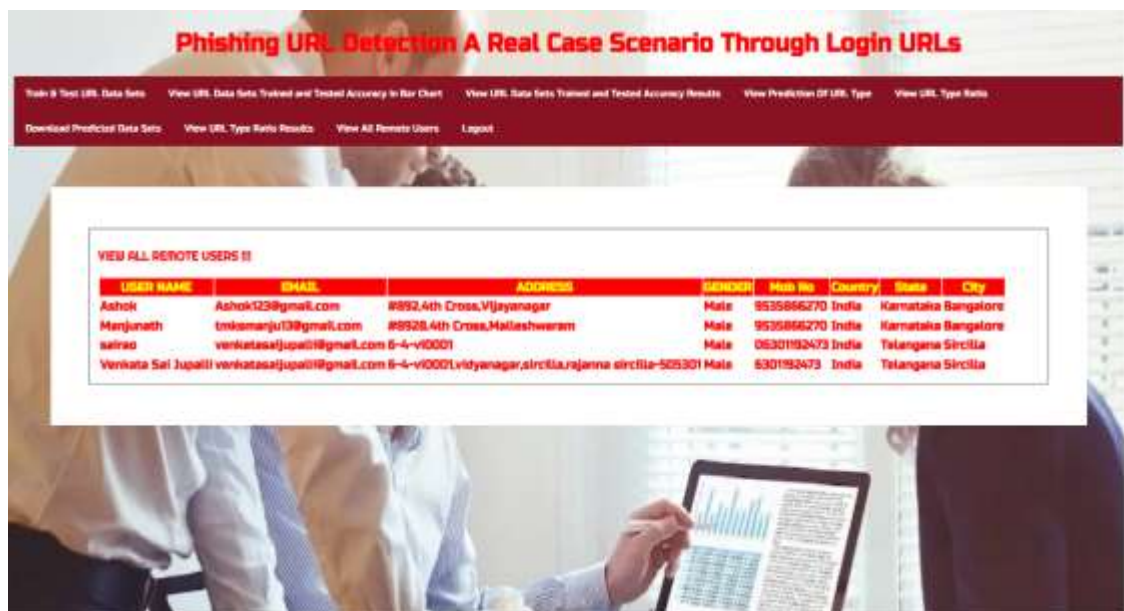 Phishing URL Detection A Real Case Scenario Through Login URLs
Train & Test URL Data Sets View URL Data Sets Trained and Tested Accuracy in Bar Chart View URL Data Sets Trained and Tested Accuracy Results View Prediction Of URL Type View URL Type Ratio
Download Predicted Data Sets View URL Type Ratio Results View All Remote Users Logout
VIEW ALL REMOTE USERS !!!
USER NAME EMAIL ADDRESS GENDER Mob No Country State City
Ashok Ashok123@gmail.com #892,4th Cross,Vijayanagar Male 9535866270 India Karnataka Bangalore
Manjunath tmksmanju13@gmail.com #8928,4th Cross,Malleshwaram Male 9535866270 India Karnataka Bangalore
sairao venkatasaijupalli@gmail.com 6-4-vi0001 Male 06301192473 India Telangana Sircilla
Venkata Sai Jupalli venkatasaijupalli@gmail.com 6-4-vi0001,vidyanagar,sircilla,rajanna sircilla-505301 Male 6301192473 India Telangana Sircilla